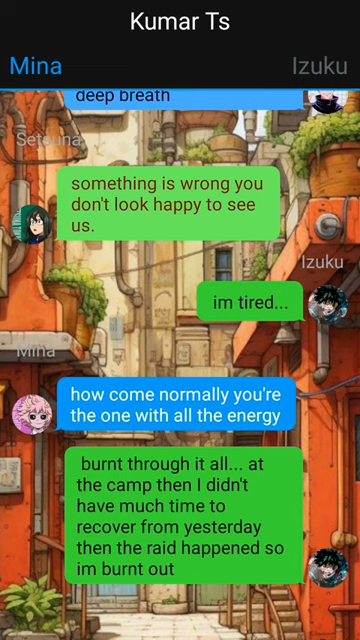 Kumar Ts
Mina
Izuku
deep breath
Setsuna
something is wrong you
don't look happy to see
us.
Izuku
im tired...
Mina
how come normally you're
the one with all the energy
burnt through it all... at
the camp then I didn't
have much time to
recover from yesterday
then the raid happened so
im burnt out